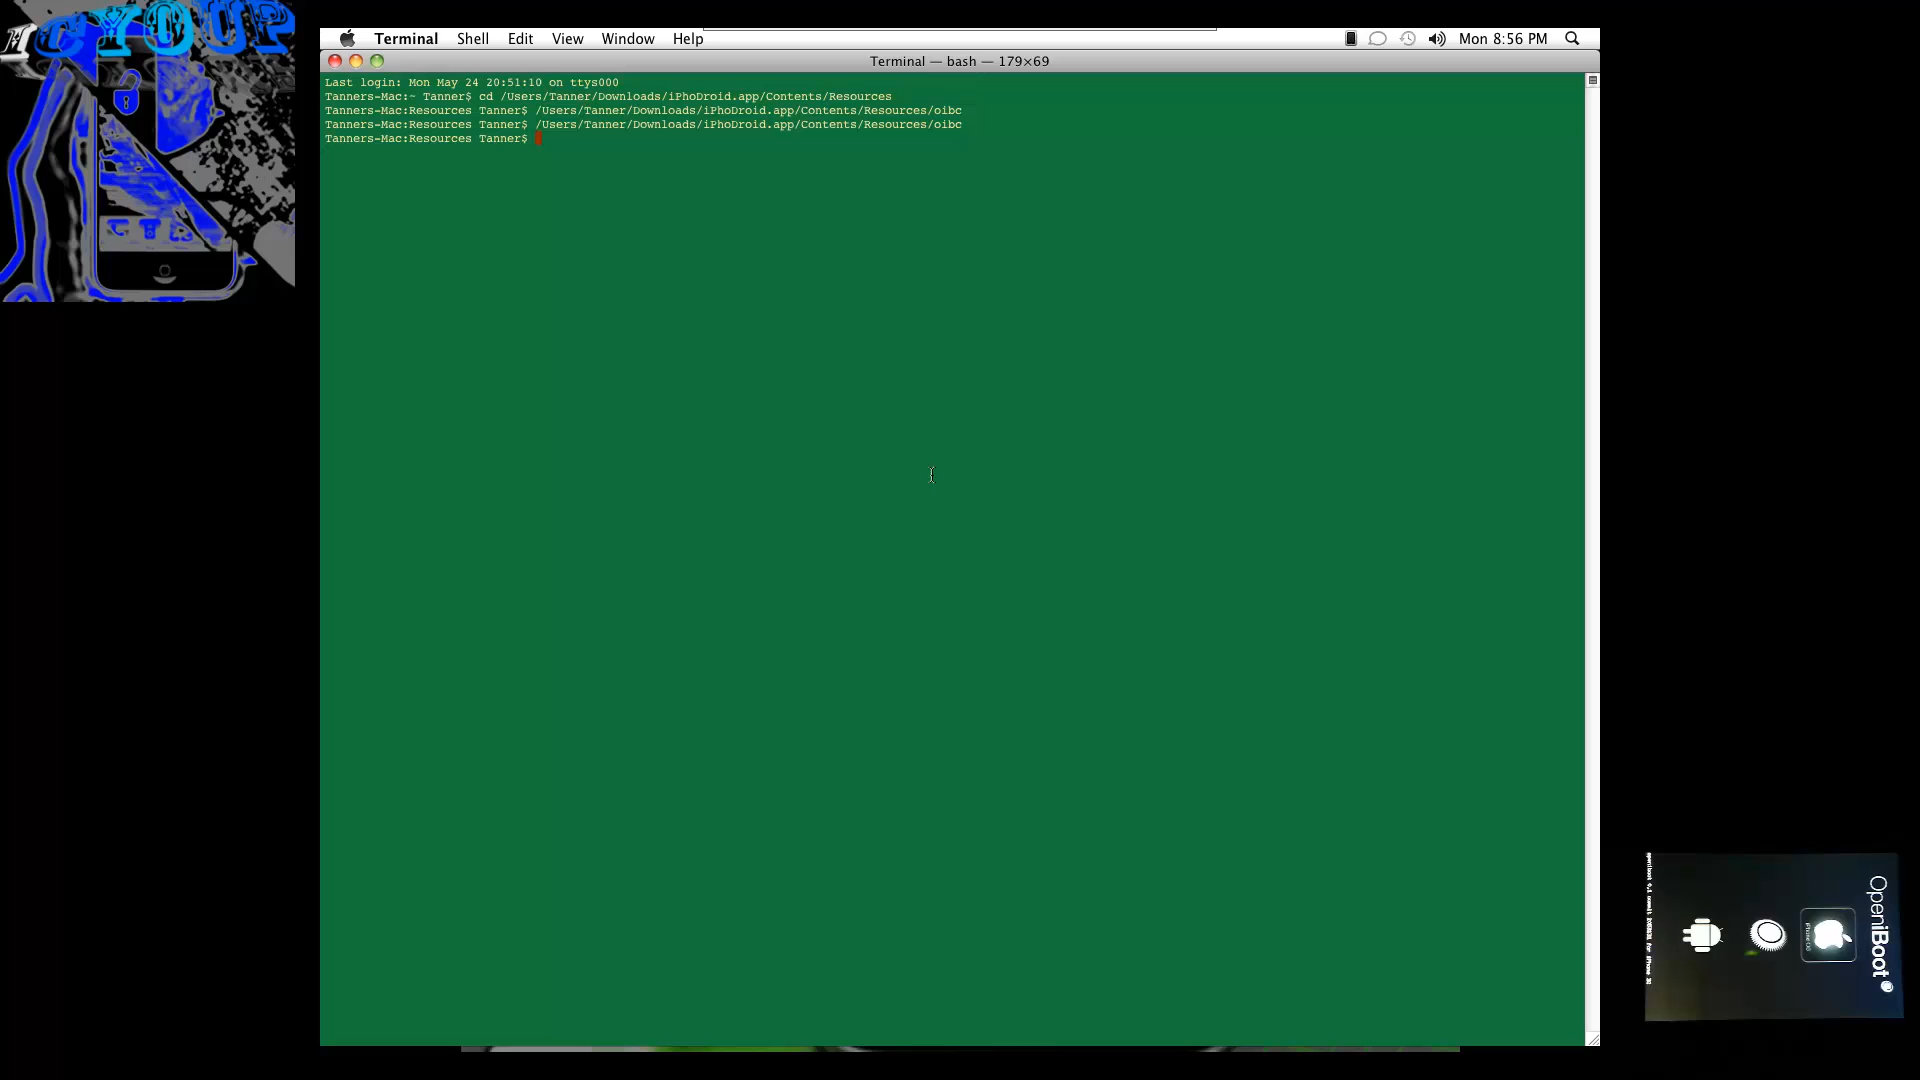 HCYOUP
Terminal Shell Edit View Window Help
Mon 8:56 PM
Terminal — bash — 179×69
Last login: Mon May 24 20:51:10 on ttys000
Tanners-Mac:~ Tanner$ cd /Users/Tanner/Downloads/iPhoDroid.app/Contents/Resources
Tanners-Mac:Resources Tanner$ /Users/Tanner/Downloads/iPhoDroid.app/Contents/Resources/oibc
Tanners-Mac:Resources Tanner$ /Users/Tanner/Downloads/iPhoDroid.app/Contents/Resources/oibc
Tanners-Mac:Resources Tanner$
OpeniBoot